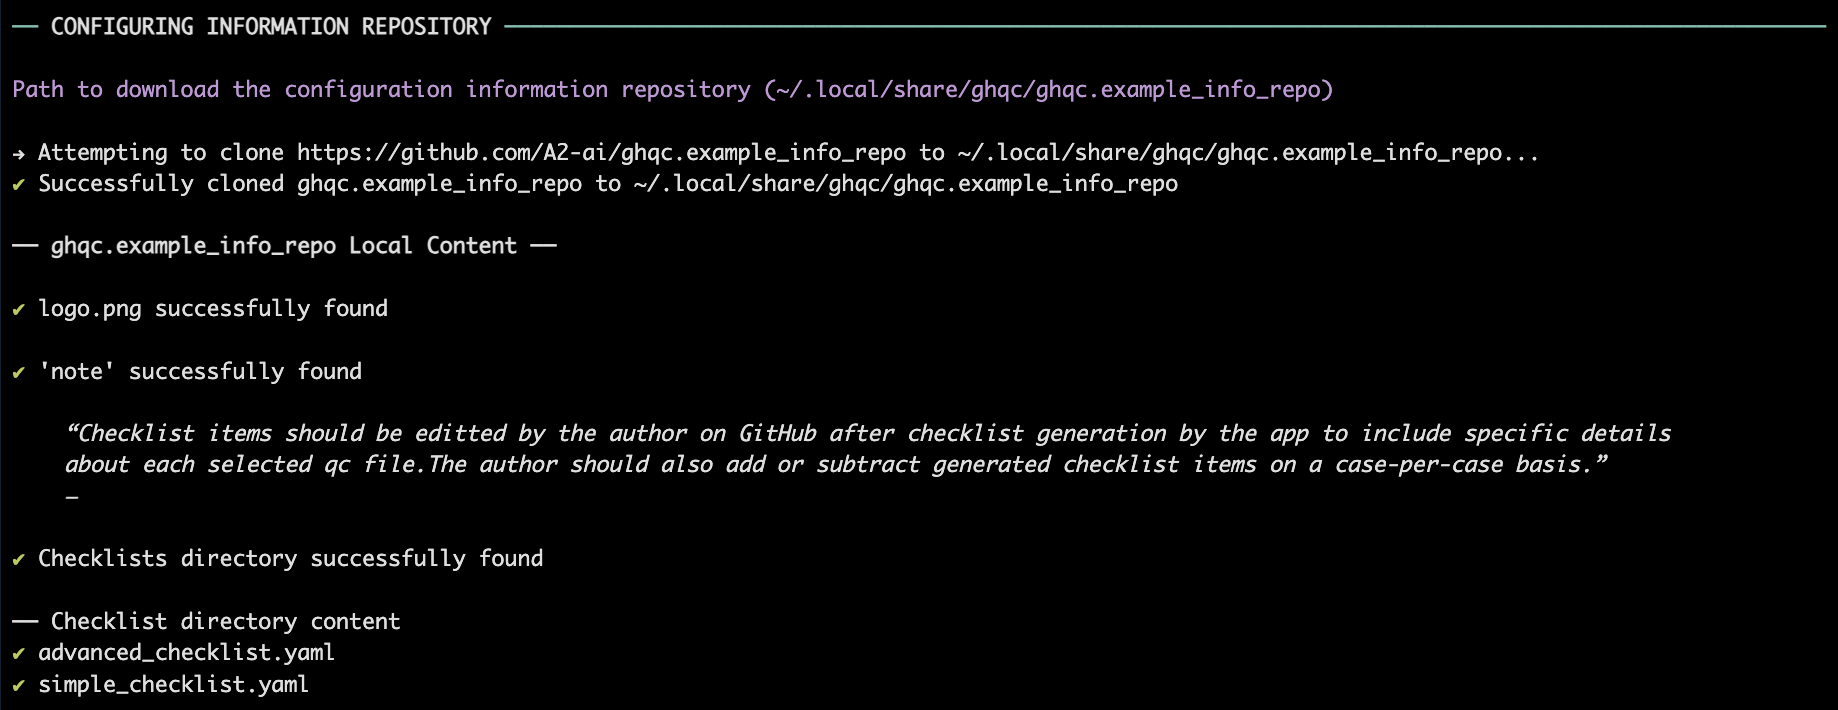 ── CONFIGURING INFORMATION REPOSITORY ──
Path to download the configuration information repository (~/.local/share/ghqc/ghqc.example_info_repo)
→ Attempting to clone https://github.com/A2-ai/ghqc.example_info_repo to ~/.local/share/ghqc/ghqc.example_info_repo...
✔ Successfully cloned ghqc.example_info_repo to ~/.local/share/ghqc/ghqc.example_info_repo
── ghqc.example_info_repo Local Content ──
✔ logo.png successfully found
✔ 'note' successfully found
“Checklist items should be editted by the author on GitHub after checklist generation by the app to include specific details
about each selected qc file.The author should also add or subtract generated checklist items on a case-per-case basis.”
—
✔ Checklists directory successfully found
── Checklist directory content
✔ advanced_checklist.yaml
✔ simple_checklist.yaml